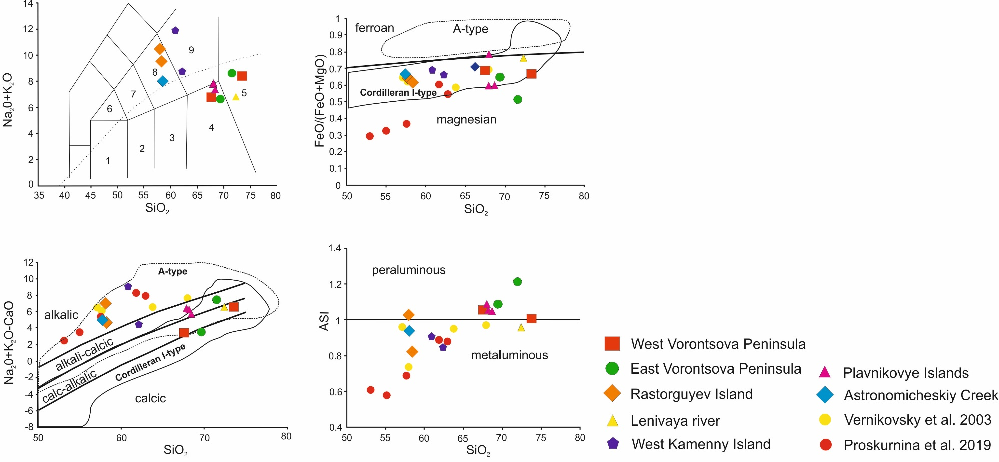 14
12
10
8
6
4
2
0
Na₂0+K₂O
35 40 45 50 55 60 65 70 75 80
SiO₂
1
2
3
4
5
6
7
8
9
1
0.9
0.8
0.7
0.6
0.5
0.4
0.3
0.2
0.1
0
FeO/(FeO+MgO)
ferroan
A-type
Cordilleran I-type
magnesian
50 55 60 65 70 75 80
SiO₂
12
10
8
6
4
2
0
-2
-4
-6
-8
Na₂0+K₂O-CaO
A-type
alkalic
alkali-calcic
calc-alkalic
Cordilleran I-type
calcic
50 60 70 80
SiO₂
1.4
1.2
1
0.8
0.6
0.4
ASI
peraluminous
metaluminous
50 55 60 65 70 75 80
SiO₂
West Vorontsova Peninsula
East Vorontsova Peninsula
Rastorguyev Island
Lenivaya river
West Kamenny Island
Plavnikovye Islands
Astronomicheskiy Creek
Vernikovsky et al. 2003
Proskurnina et al. 2019